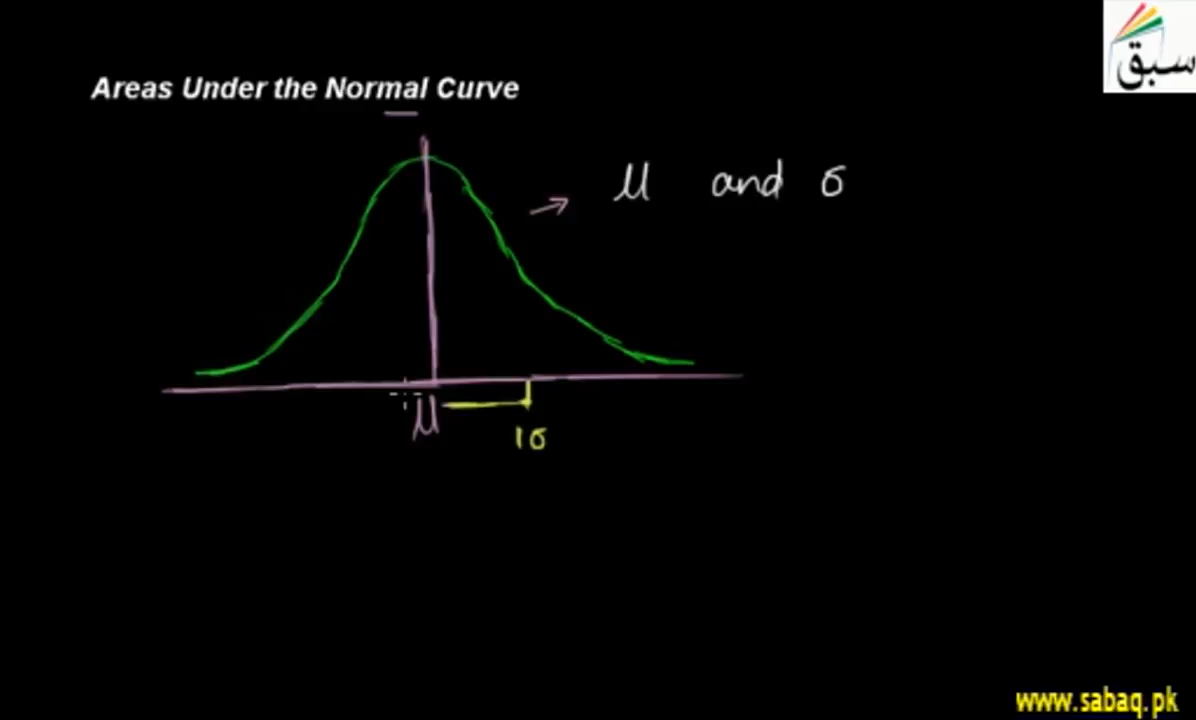 سبق
Areas Under the Normal Curve
μ and σ
μ
1σ
www.sabaq.pk